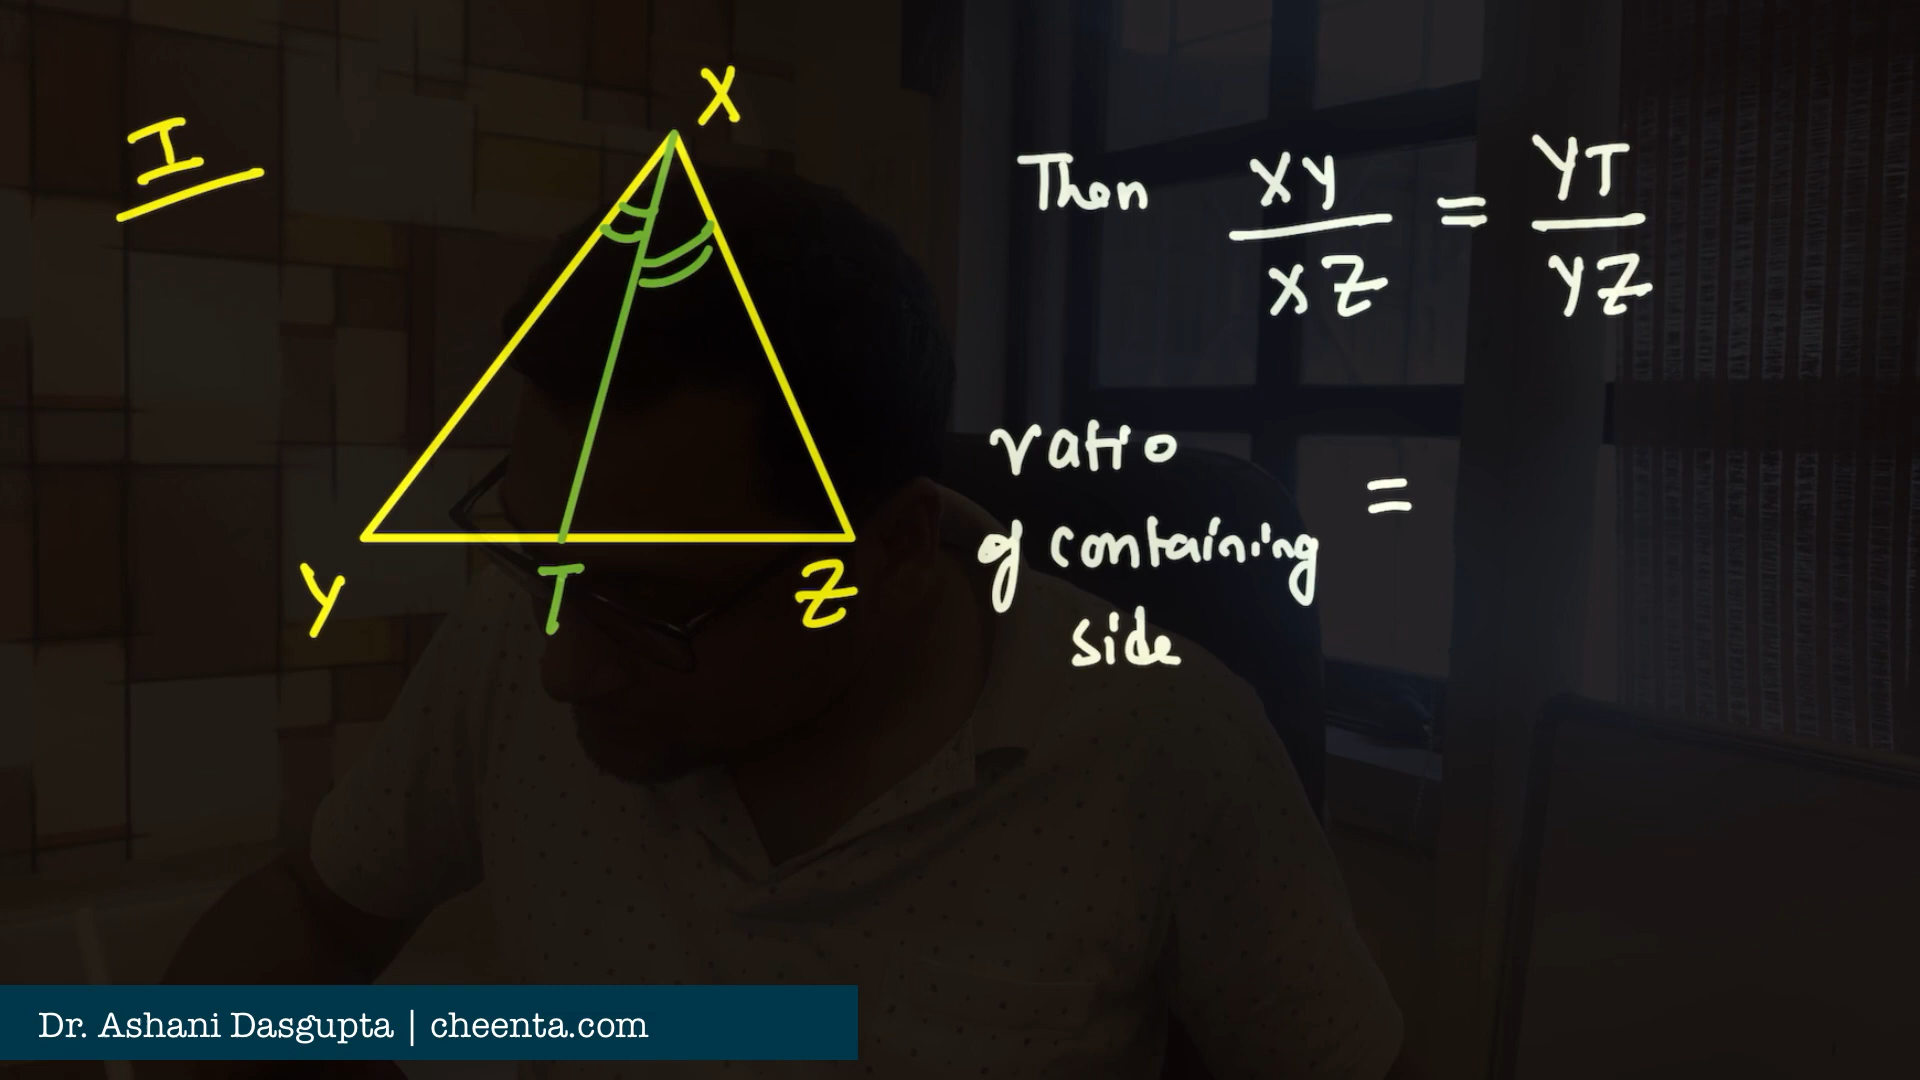 I
X
Y
T
Z
Then XY/XZ = YT/YZ
ratio
of containing
side
=
Dr. Ashani Dasgupta | cheenta.com